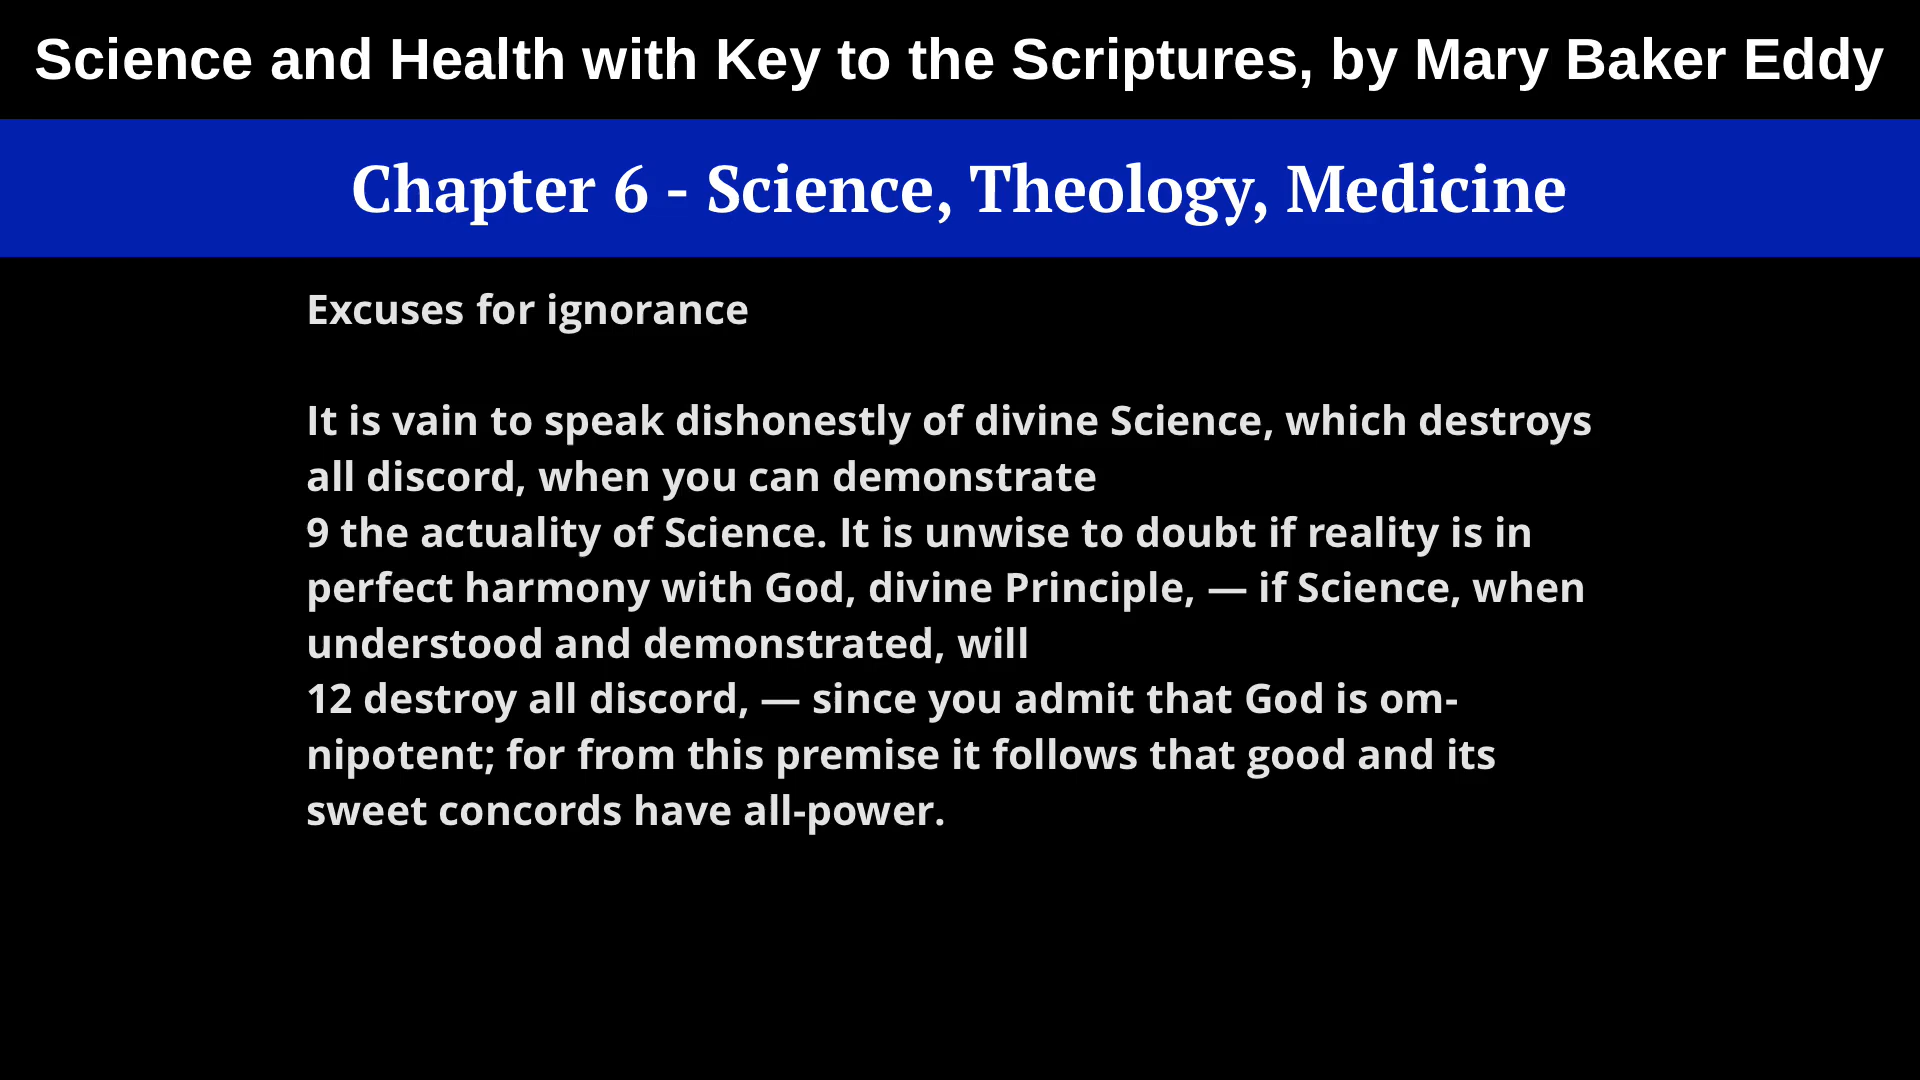 Science and Health with Key to the Scriptures, by Mary Baker Eddy
Chapter 6 - Science, Theology, Medicine
Excuses for ignorance
It is vain to speak dishonestly of divine Science, which destroys
all discord, when you can demonstrate
9 the actuality of Science. It is unwise to doubt if reality is in
perfect harmony with God, divine Principle, — if Science, when
understood and demonstrated, will
12 destroy all discord, — since you admit that God is om-
nipotent; for from this premise it follows that good and its
sweet concords have all-power.